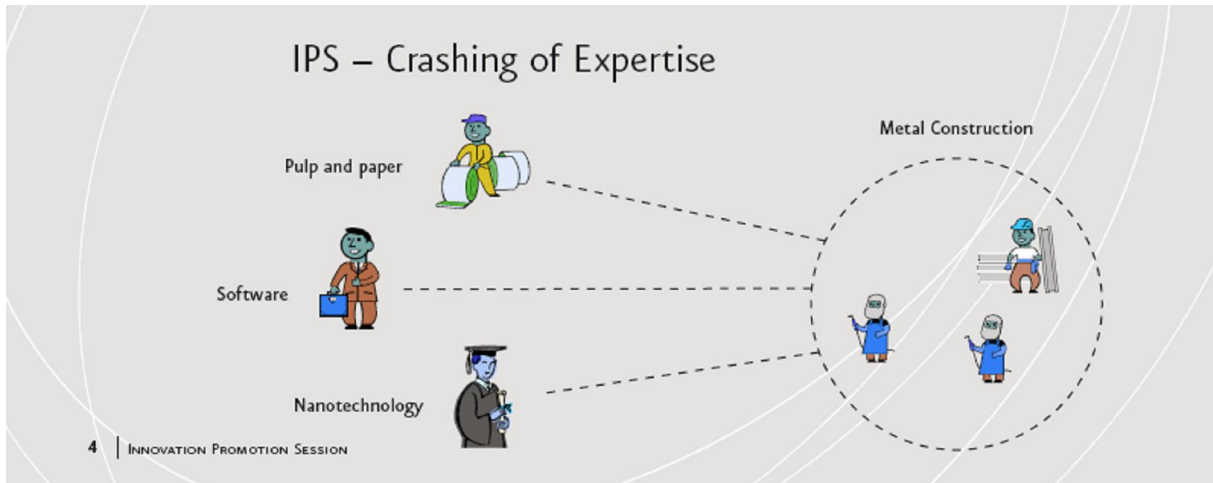 IPS – Crashing of Expertise
Metal Construction
Pulp and paper
Software
Nanotechnology
4 | Innovation Promotion Session